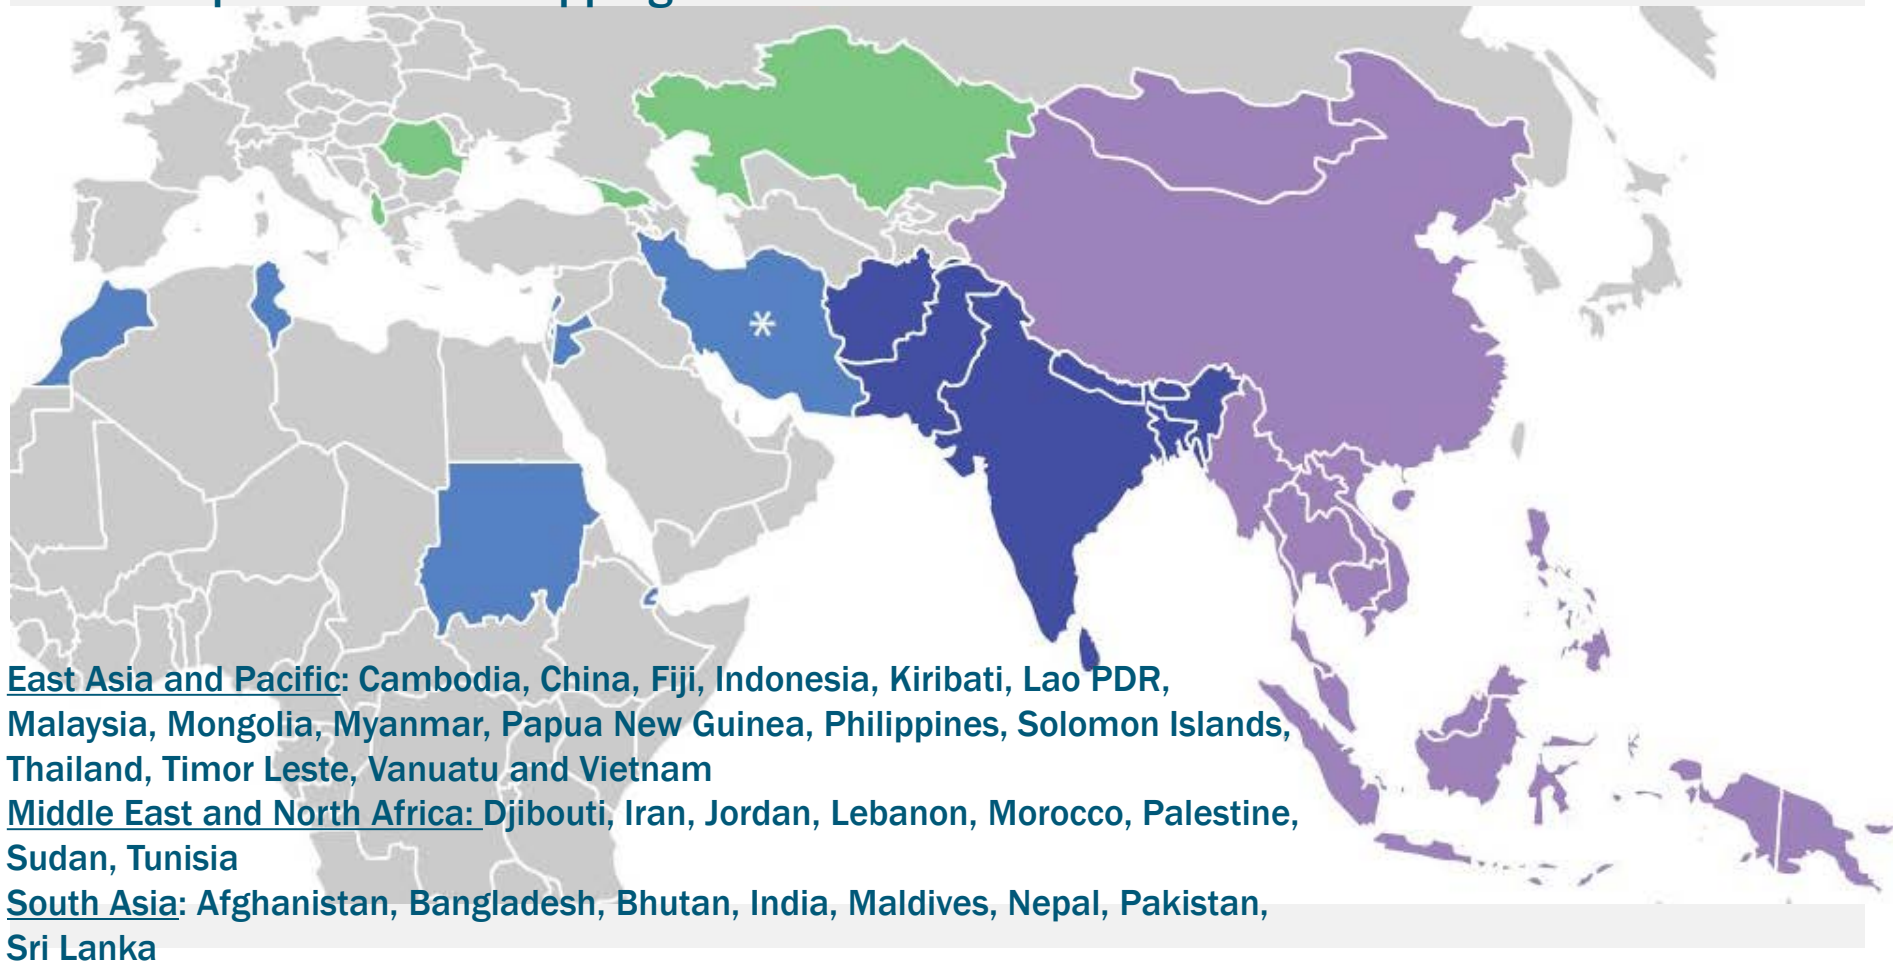 East Asia and Pacific: Cambodia, China, Fiji, Indonesia, Kiribati, Lao PDR,
Malaysia, Mongolia, Myanmar, Papua New Guinea, Philippines, Solomon Islands,
Thailand, Timor Leste, Vanuatu and Vietnam
Middle East and North Africa: Djibouti, Iran, Jordan, Lebanon, Morocco, Palestine,
Sudan, Tunisia
South Asia: Afghanistan, Bangladesh, Bhutan, India, Maldives, Nepal, Pakistan,
Sri Lanka